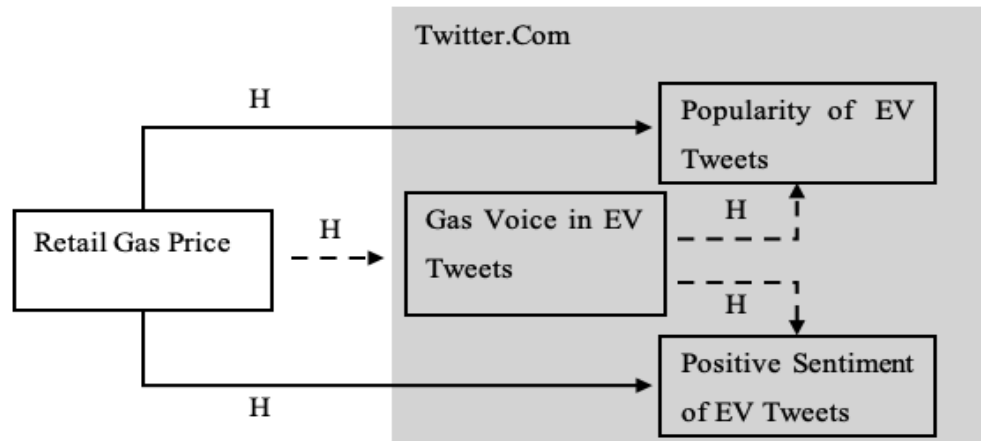 Twitter.Com
H
Popularity of EV
Tweets
Retail Gas Price
H
Gas Voice in EV
Tweets
H
H
Positive Sentiment
of EV Tweets
H